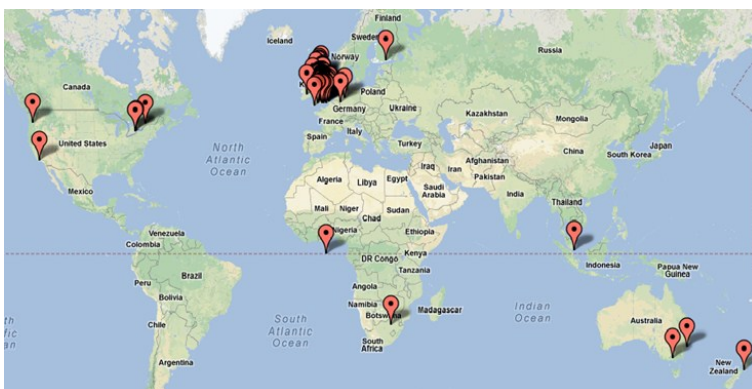 Iceland
Finland
Sweden
Norway
Russia
Canada
Poland
Germany
Ukraine
France
Kazakhstan
Mongolia
Spain
Italy
United States
North
Atlantic
Ocean
Turkey
China
Japan
South Korea
Afghanistan
Iraq
Iran
Pakistan
Algeria
Libya
Egypt
Saudi
Arabia
India
Mexico
Mali
Niger
Chad
Sudan
Thailand
Venezuela
Colombia
Nigeria
Ethiopia
DR Congo
Kenya
Indonesia
Papua New
Guinea
Tanzania
Peru
Brazil
Bolivia
Angola
Namibia
Botswana
Madagascar
South
Atlantic
Ocean
Indian
Ocean
Chile
South
Africa
Australia
Argentina
New
Zealand